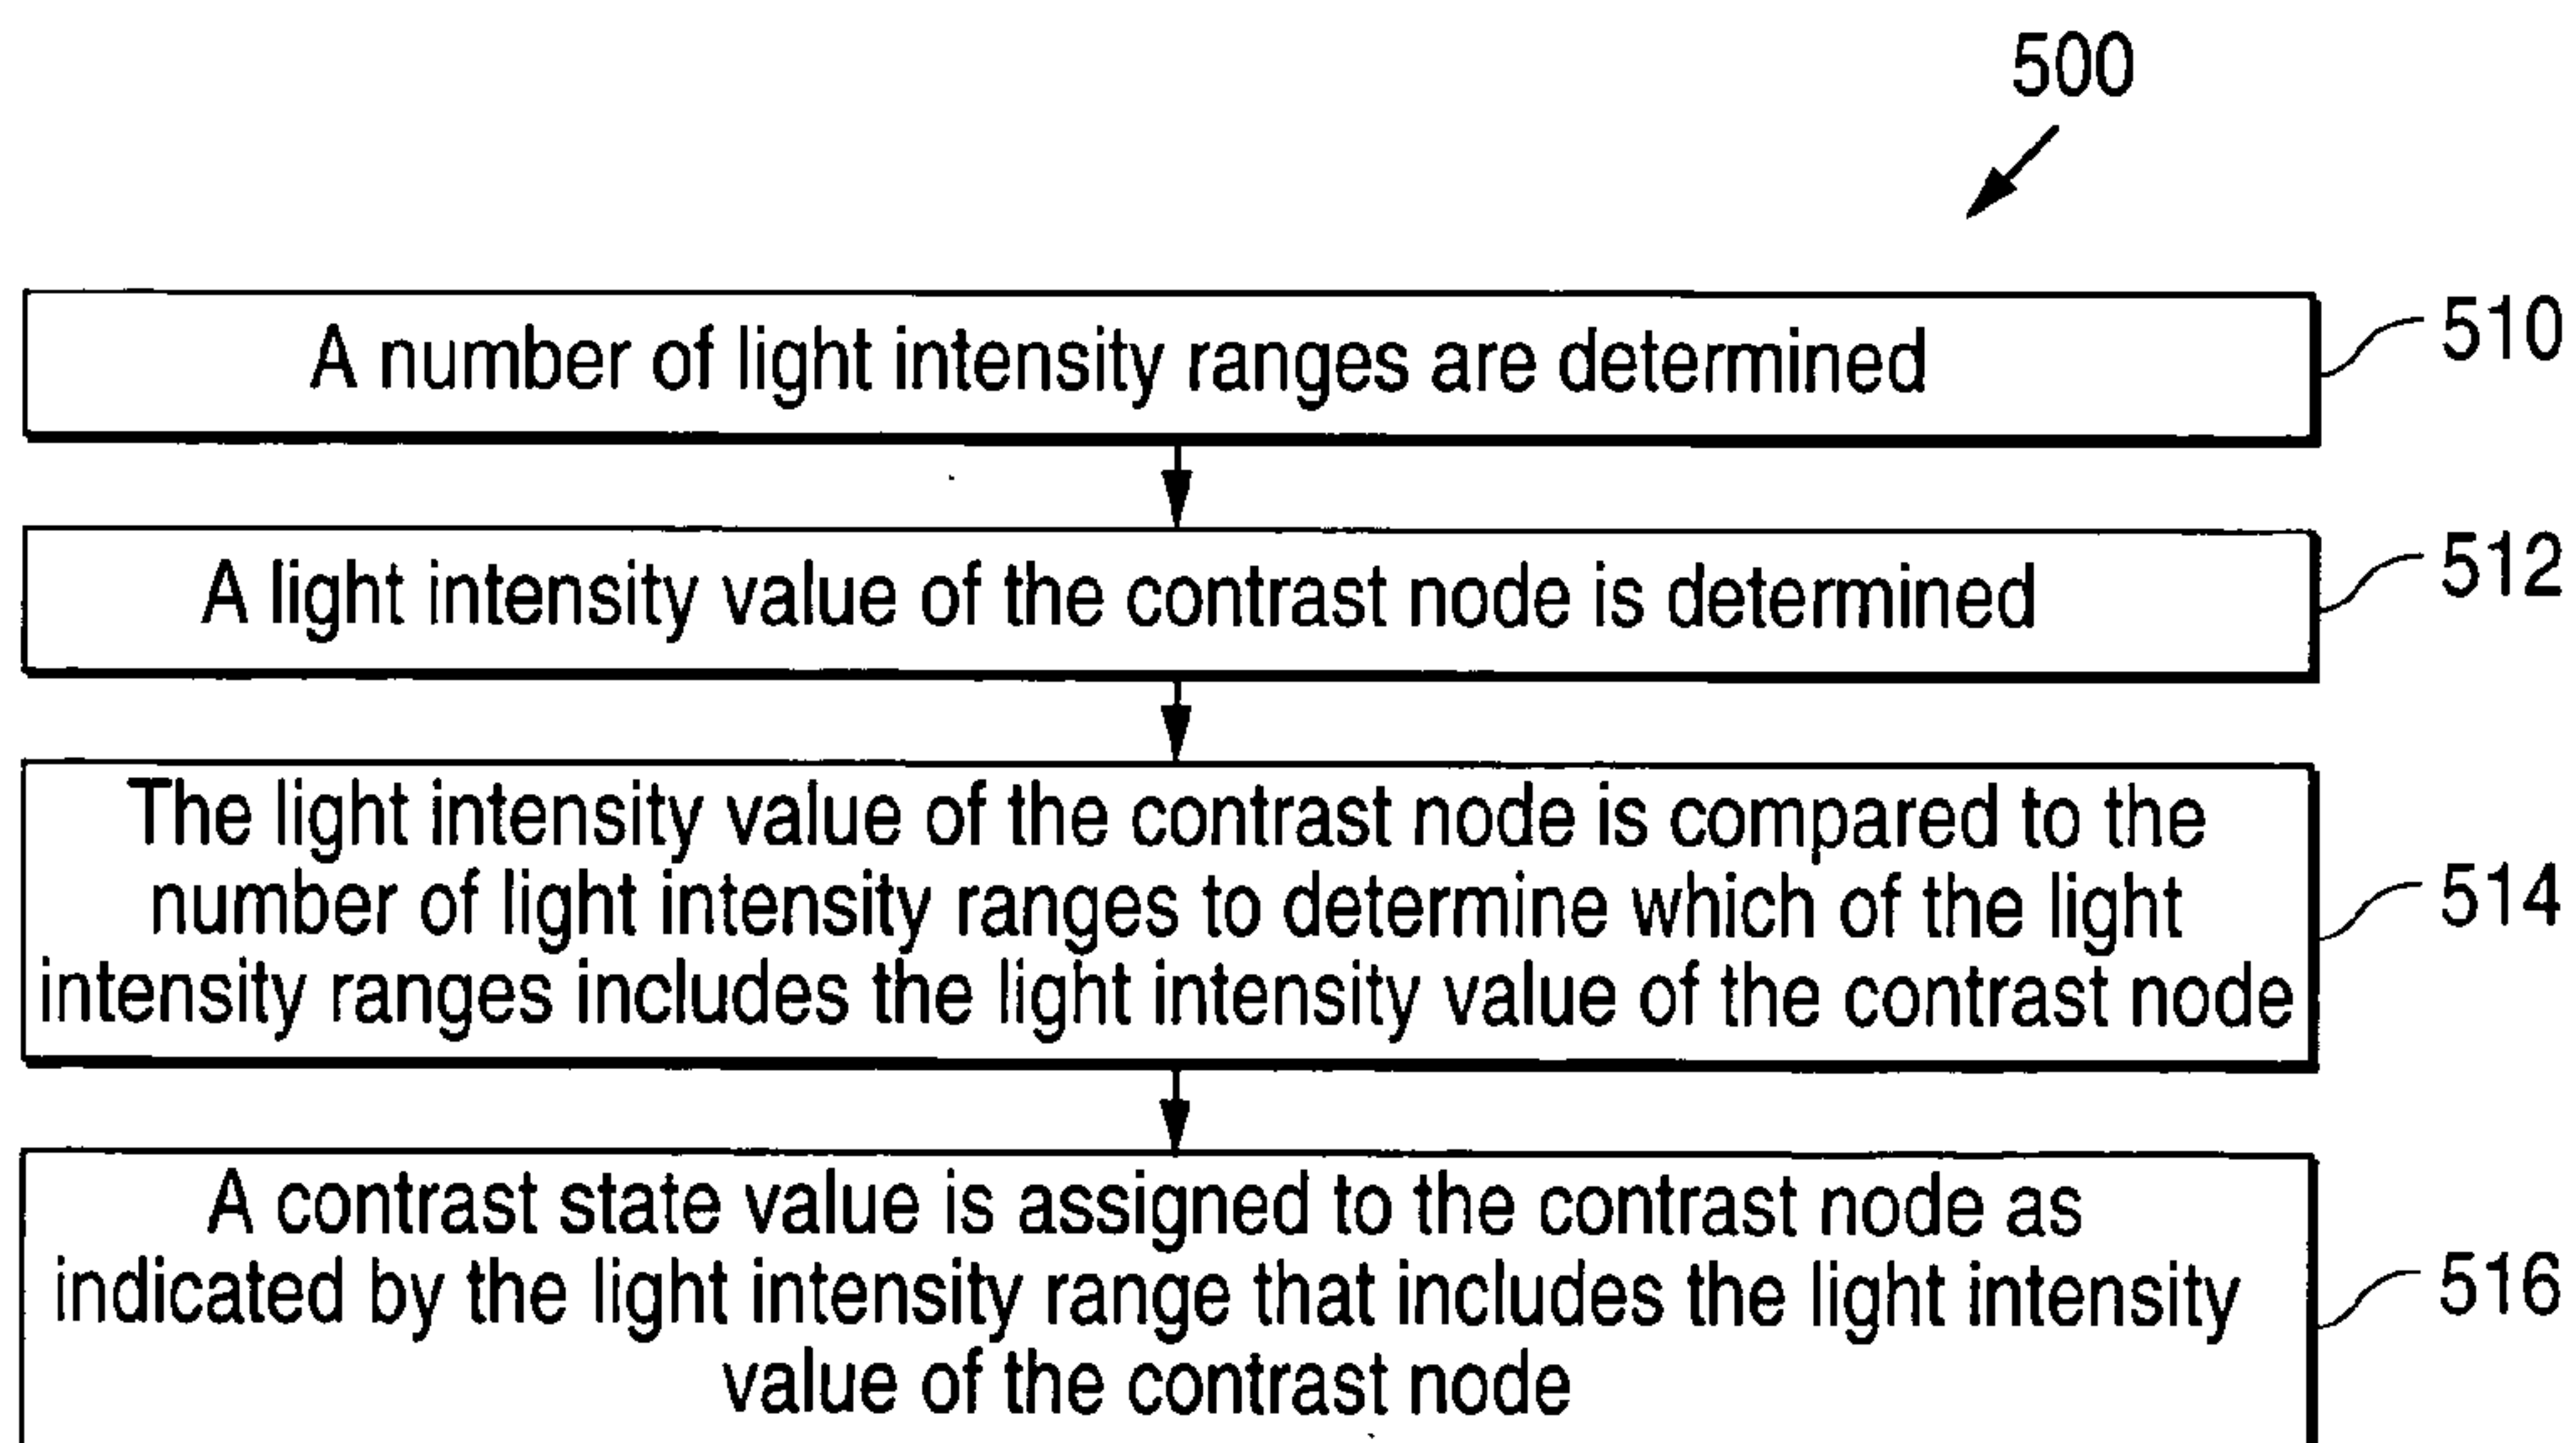 500
A number of light intensity ranges are determined
510
A light intensity value of the contrast node is determined
512
The light intensity value of the contrast node is compared to the
number of light intensity ranges to determine which of the light
intensity ranges includes the light intensity value of the contrast node
514
A contrast state value is assigned to the contrast node as
indicated by the light intensity range that includes the light intensity
value of the contrast node
516